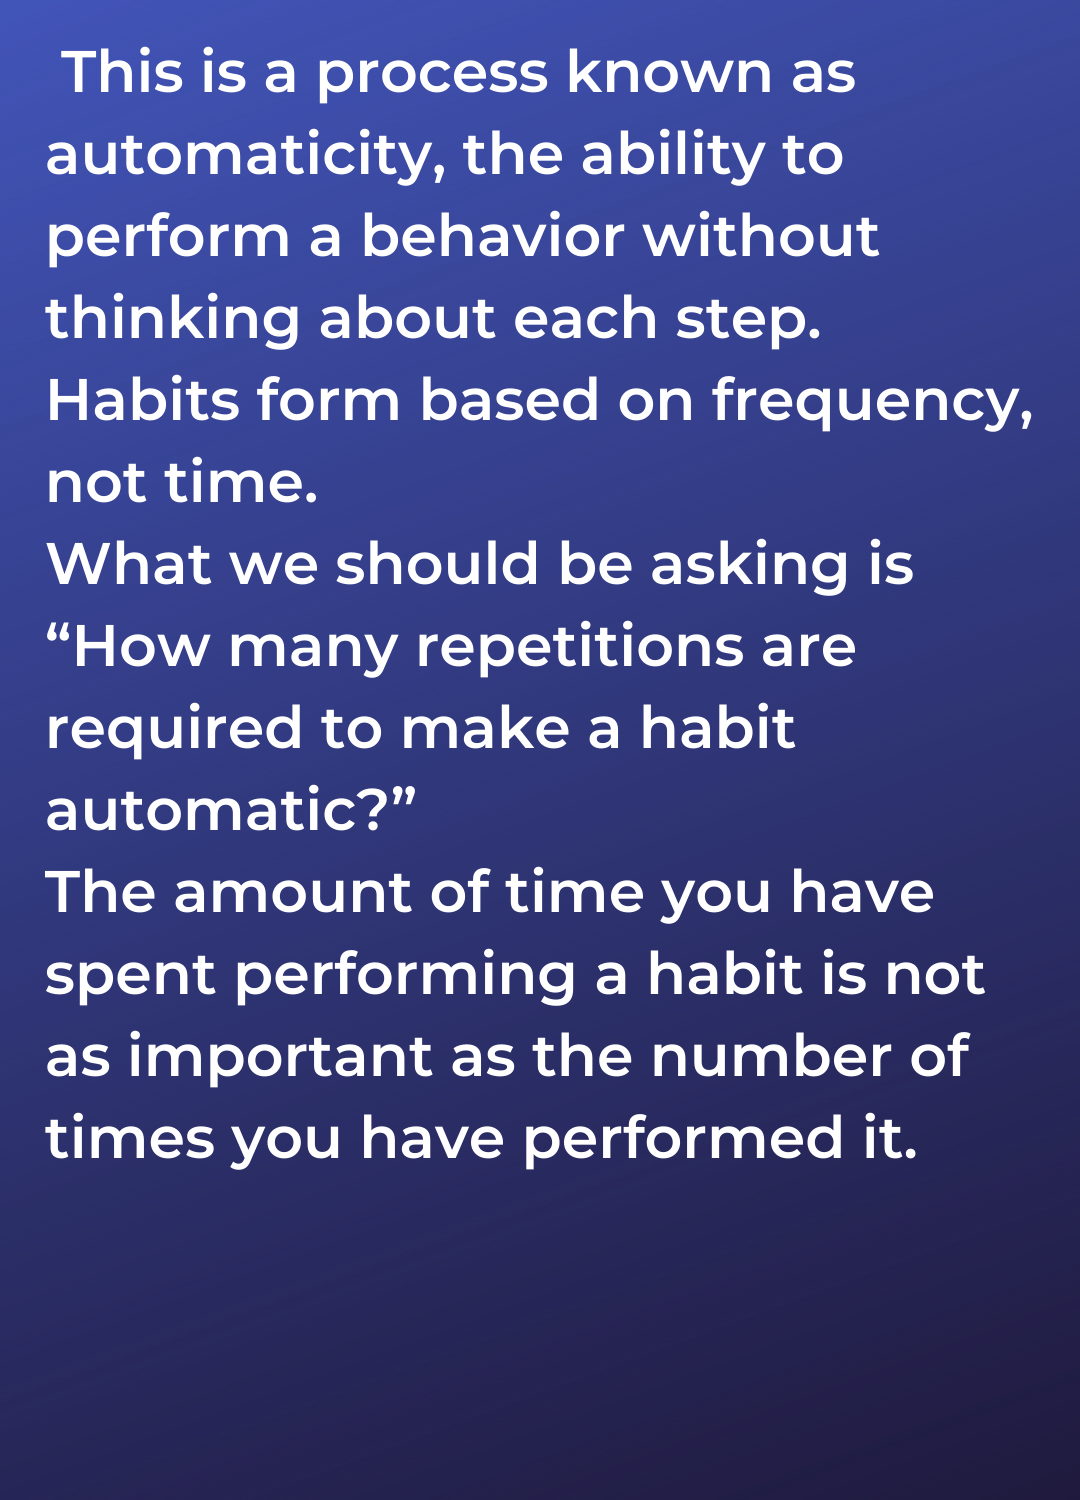 This is a process known as
automaticity, the ability to
perform a behavior without
thinking about each step.
Habits form based on frequency,
not time.
What we should be asking is
“How many repetitions are
required to make a habit
automatic?”
The amount of time you have
spent performing a habit is not
as important as the number of
times you have performed it.